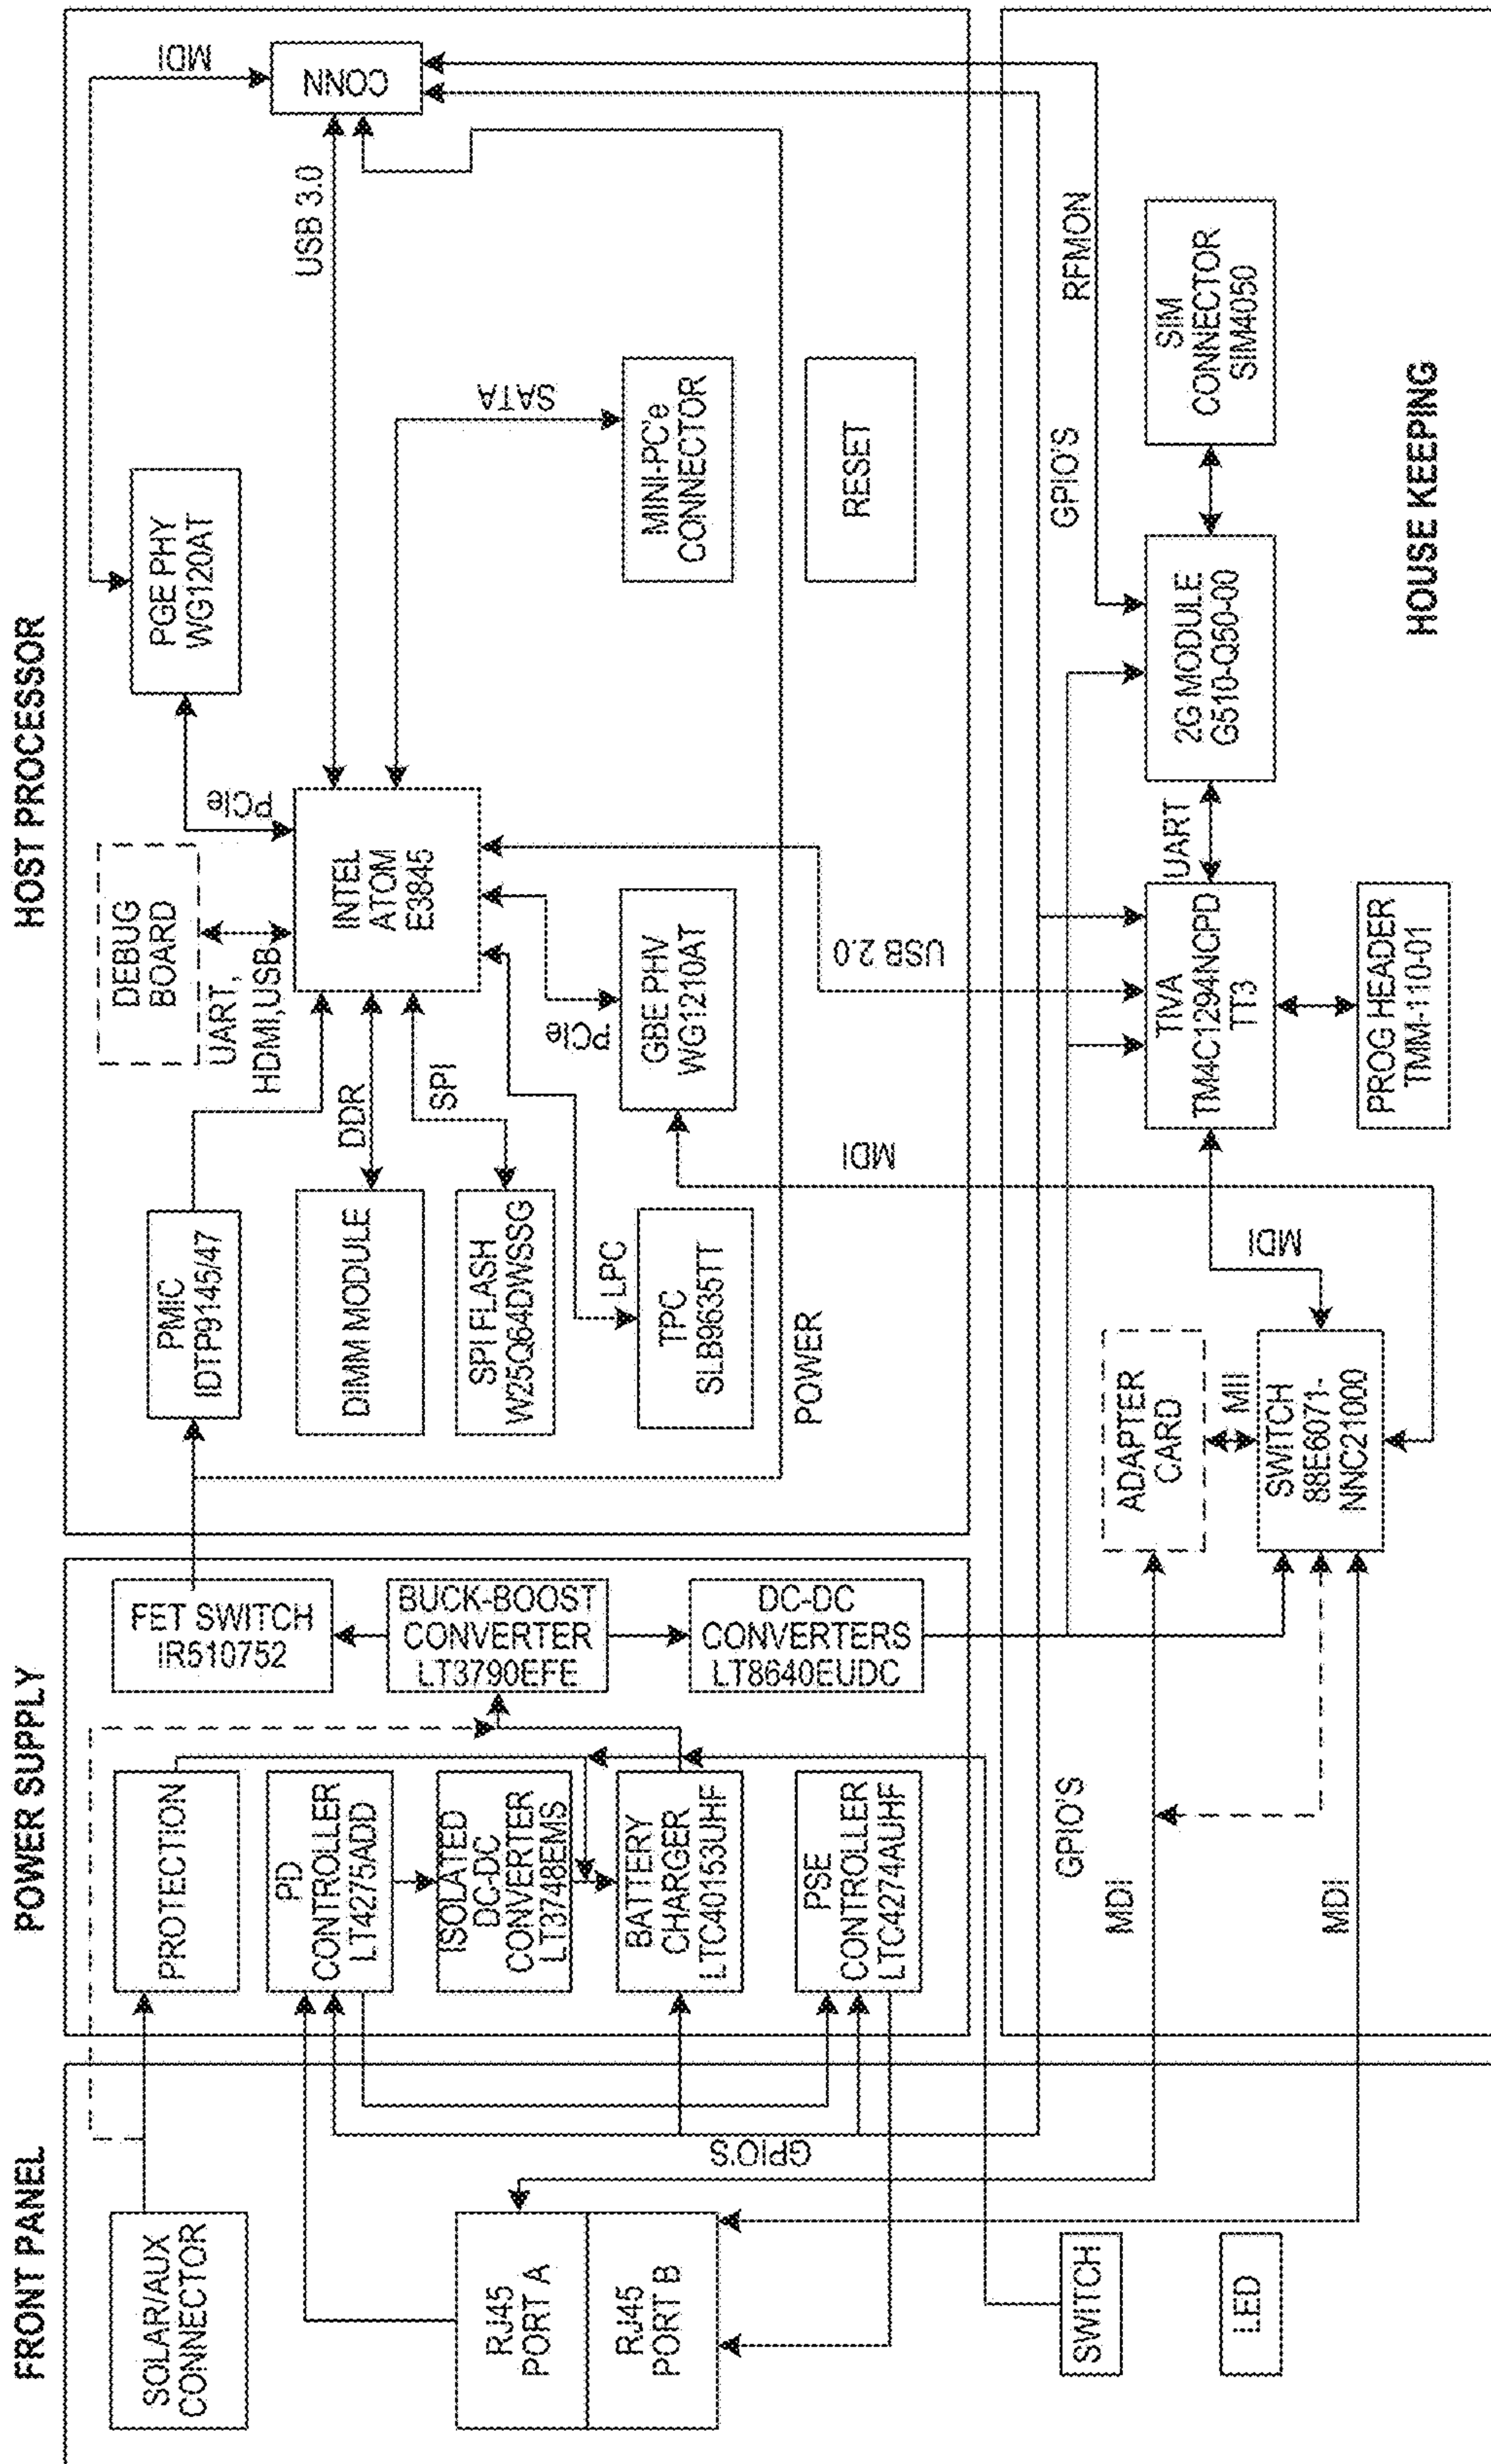 FRONT PANEL
SOLAR/AUX
CONNECTOR
RJ45
PORT A
RJ45
PORT B
SWITCH
LED
GPIO'S
MDI
MDI
GPIO'S
POWER SUPPLY
PROTECTION
PD
CONTROLLER
LT4275ADD
ISOLATED
DC-DC
CONVERTER
LT3748EMS
BATTERY
CHARGER
LTC40153UHF
PSE
CONTROLLER
LTC4274AUHF
FET SWITCH
IR510752
BUCK-BOOST
CONVERTER
LT3790EFE
DC-DC
CONVERTERS
LT8640EUDC
HOST PROCESSOR
PMIC
IDTP9145/47
DIMM MODULE
SPI FLASH
W25Q64DWSSG
TPC
SLB9635TT
LPC
POWER
DDR
SPI
DEBUG
BOARD
UART,
HDMI,USB
INTEL
ATOM
E3845
PCIe
GBE PHV
WG1210AT
MDI
USB 2.0
PCIe
PGE PHY
WG120AT
MDI
CONN
USB 3.0
SATA
MINI-PC'e
CONNECTOR
RESET
GPIO'S
RFMON
ADAPTER
CARD
MII
SWITCH
88E6071-
NNC21000
MDI
TIVA
TM4C1294NCPD
TT3
PROG HEADER
TMM-110-01
UART
2G MODULE
G510-Q50-00
SIM
CONNECTOR
SIM4050
HOUSE KEEPING